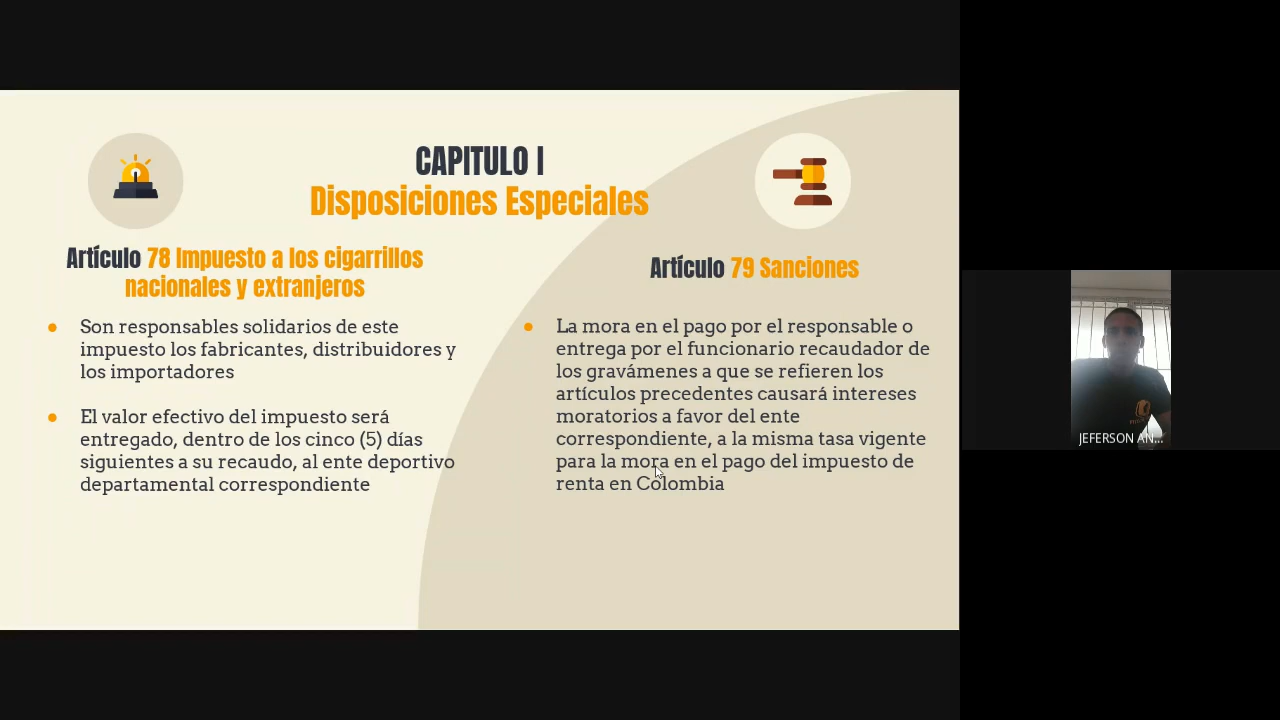 CAPITULO I
Disposiciones Especiales
Artículo 78 Impuesto a los cigarrillos
nacionales y extranjeros
Son responsables solidarios de este
impuesto los fabricantes, distribuidores y
los importadores
El valor efectivo del impuesto será
entregado, dentro de los cinco (5) días
siguientes a su recaudo, al ente deportivo
departamental correspondiente
Artículo 79 Sanciones
La mora en el pago por el responsable o
entrega por el funcionario recaudador de
los gravámenes a que se refieren los
artículos precedentes causará intereses
moratorios a favor del ente
correspondiente, a la misma tasa vigente
para la mora en el pago del impuesto de
renta en Colombia
JEFERSON AN...